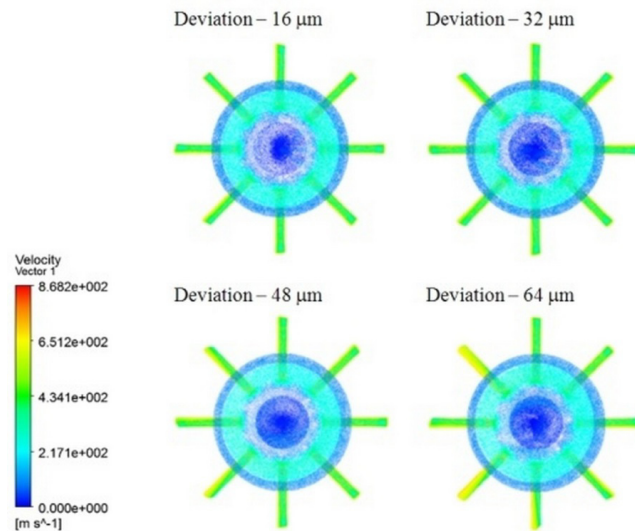 Deviation – 16 μm
Deviation – 32 μm
Deviation – 48 μm
Deviation – 64 μm
Velocity
Vector 1
8.682e+002
6.512e+002
4.341e+002
2.171e+002
0.000e+000
[m s^-1]